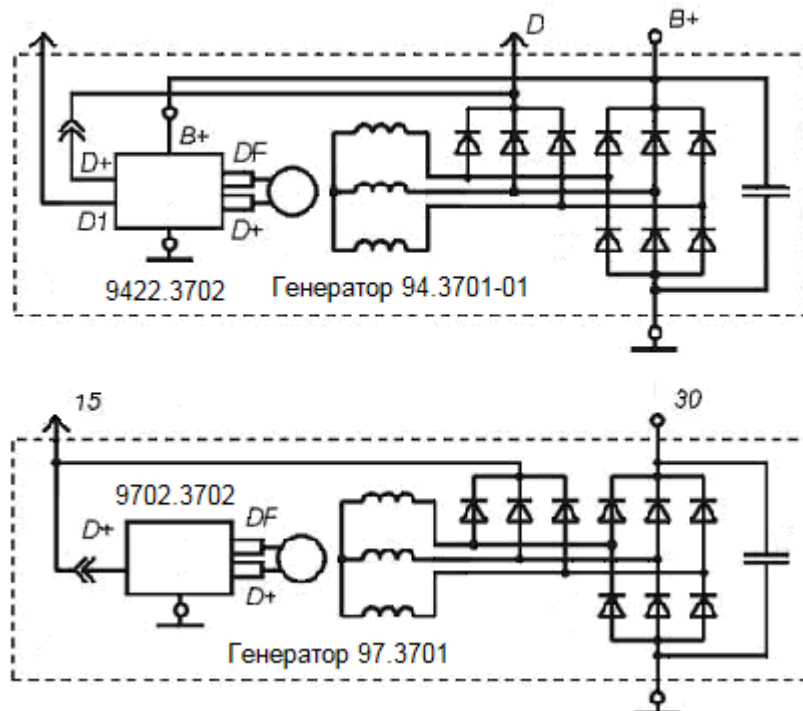 D
B+
B+
D+
DF
D1
D+
9422.3702
Генератор 94.3701-01
15
30
9702.3702
D+
DF
D+
Генератор 97.3701